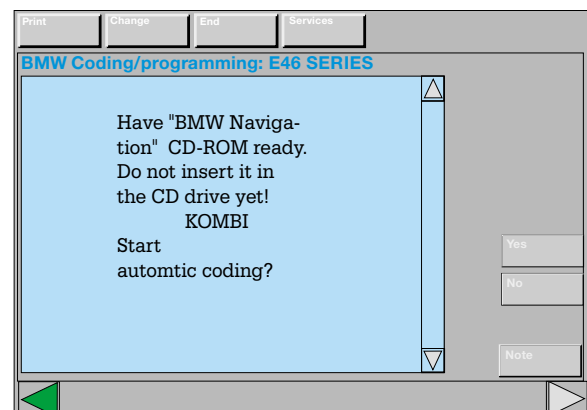 Print Change End Services
BMW Coding/programming: E46 SERIES
Have "BMW Naviga-
tion" CD-ROM ready.
Do not insert it in
the CD drive yet!
KOMBI
Start
automtic coding?
Yes
No
Note